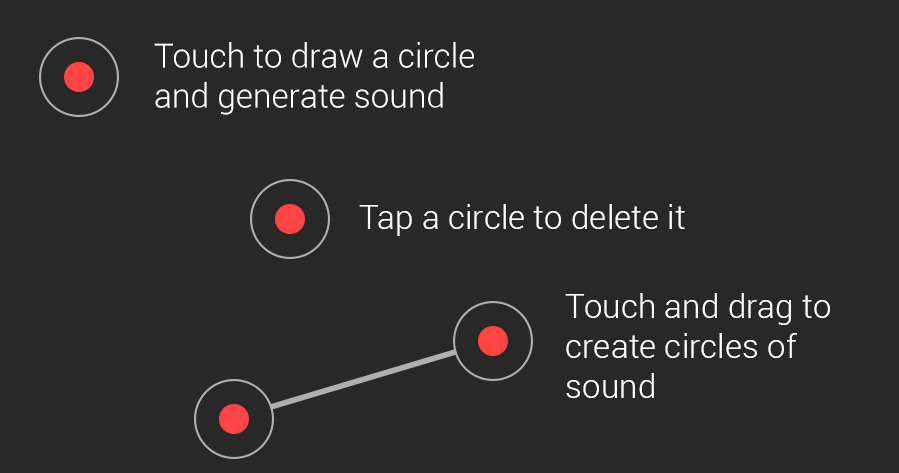 Touch to draw a circle
and generate sound
Tap a circle to delete it
Touch and drag to
create circles of
sound